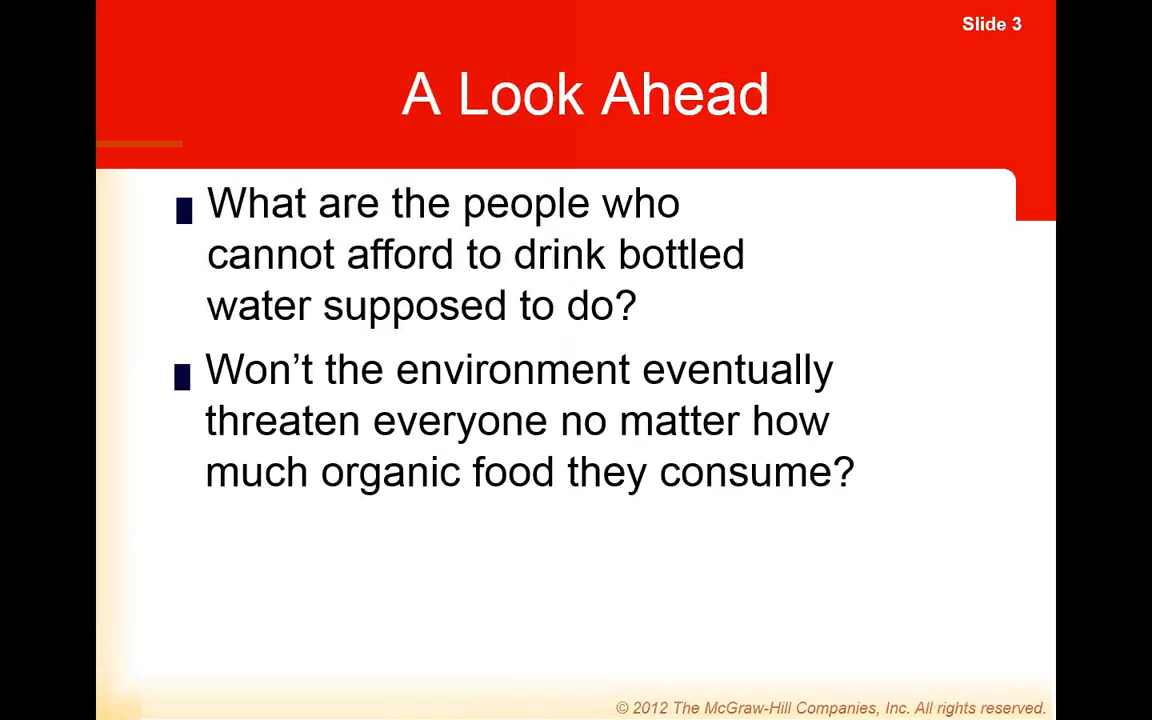 Slide 3
A Look Ahead
What are the people who
cannot afford to drink bottled
water supposed to do?
Won’t the environment eventually
threaten everyone no matter how
much organic food they consume?
© 2012 The McGraw-Hill Companies, Inc. All rights reserved.